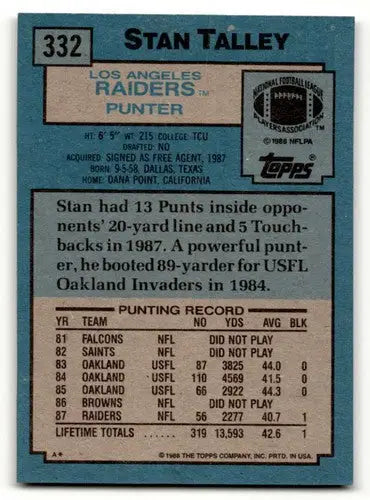 332
STAN TALLEY
LOS ANGELES
RAIDERS™
PUNTER
NATIONAL FOOTBALL LEAGUE
PLAYERS ASSOCIATION™
© 1988 NFLPA
TOPPS
HT: 6' 5" WT: 215 COLLEGE: TCU
DRAFTED: NO
ACQUIRED: SIGNED AS FREE AGENT, 1987
BORN: 9-5-58, DALLAS, TEXAS
HOME: DANA POINT, CALIFORNIA
Stan had 13 Punts inside oppo-
nents' 20-yard line and 5 Touch-
backs in 1987. A powerful punt-
er, he booted 89-yarder for USFL
Oakland Invaders in 1984.
PUNTING RECORD
YR TEAM NO YDS AVG BLK
81 FALCONS NFL DID NOT PLAY
82 SAINTS NFL DID NOT PLAY
83 OAKLAND USFL 87 3825 44.0 0
84 OAKLAND USFL 110 4569 41.5 0
85 OAKLAND USFL 66 2922 44.3 0
86 BROWNS NFL DID NOT PLAY
87 RAIDERS NFL 56 2277 40.7 1
LIFETIME TOTALS ...... 319 13,593 42.6 1
A* © 1988 THE TOPPS COMPANY, INC. PRTD. IN USA.